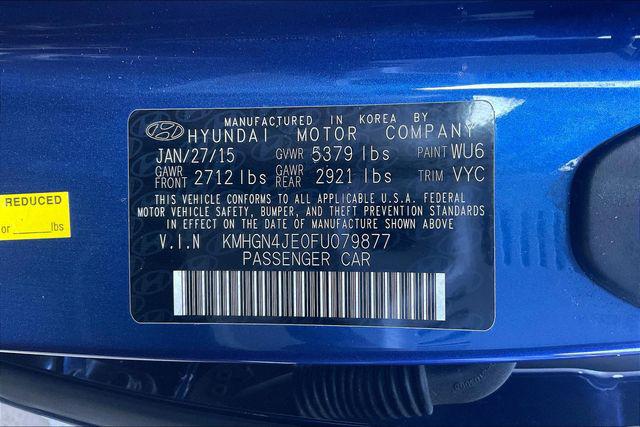 MANUFACTURED IN KOREA BY
HYUNDAI MOTOR COMPANY
JAN/27/15 GVWR 5379 lbs PAINT WU6
GAWR FRONT 2712 lbs GAWR REAR 2921 lbs TRIM VYC
THIS VEHICLE CONFORMS TO ALL APPLICABLE U.S.A. FEDERAL
MOTOR VEHICLE SAFETY, BUMPER, AND THEFT PREVENTION STANDARDS
IN EFFECT ON THE DATE OF MANUFACTURE SHOWN ABOVE
V.I.N KMHGN4JE0FU079877
PASSENGER CAR
REDUCED
lbs